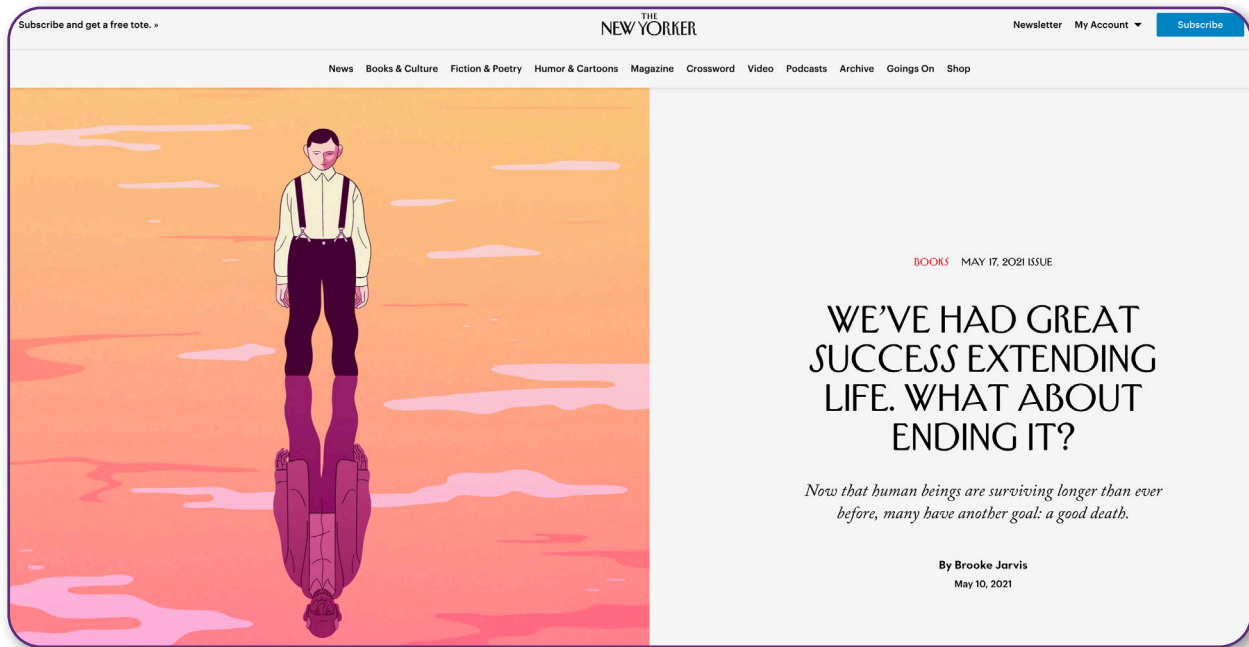 Subscribe and get a free tote. »
THE
NEW YORKER
Newsletter My Account Subscribe
News Books & Culture Fiction & Poetry Humor & Cartoons Magazine Crossword Video Podcasts Archive Goings On Shop
BOOKS MAY 17, 2021 ISSUE
WE'VE HAD GREAT
SUCCESS EXTENDING
LIFE. WHAT ABOUT
ENDING IT?
Now that human beings are surviving longer than ever
before, many have another goal: a good death.
By Brooke Jarvis
May 10, 2021